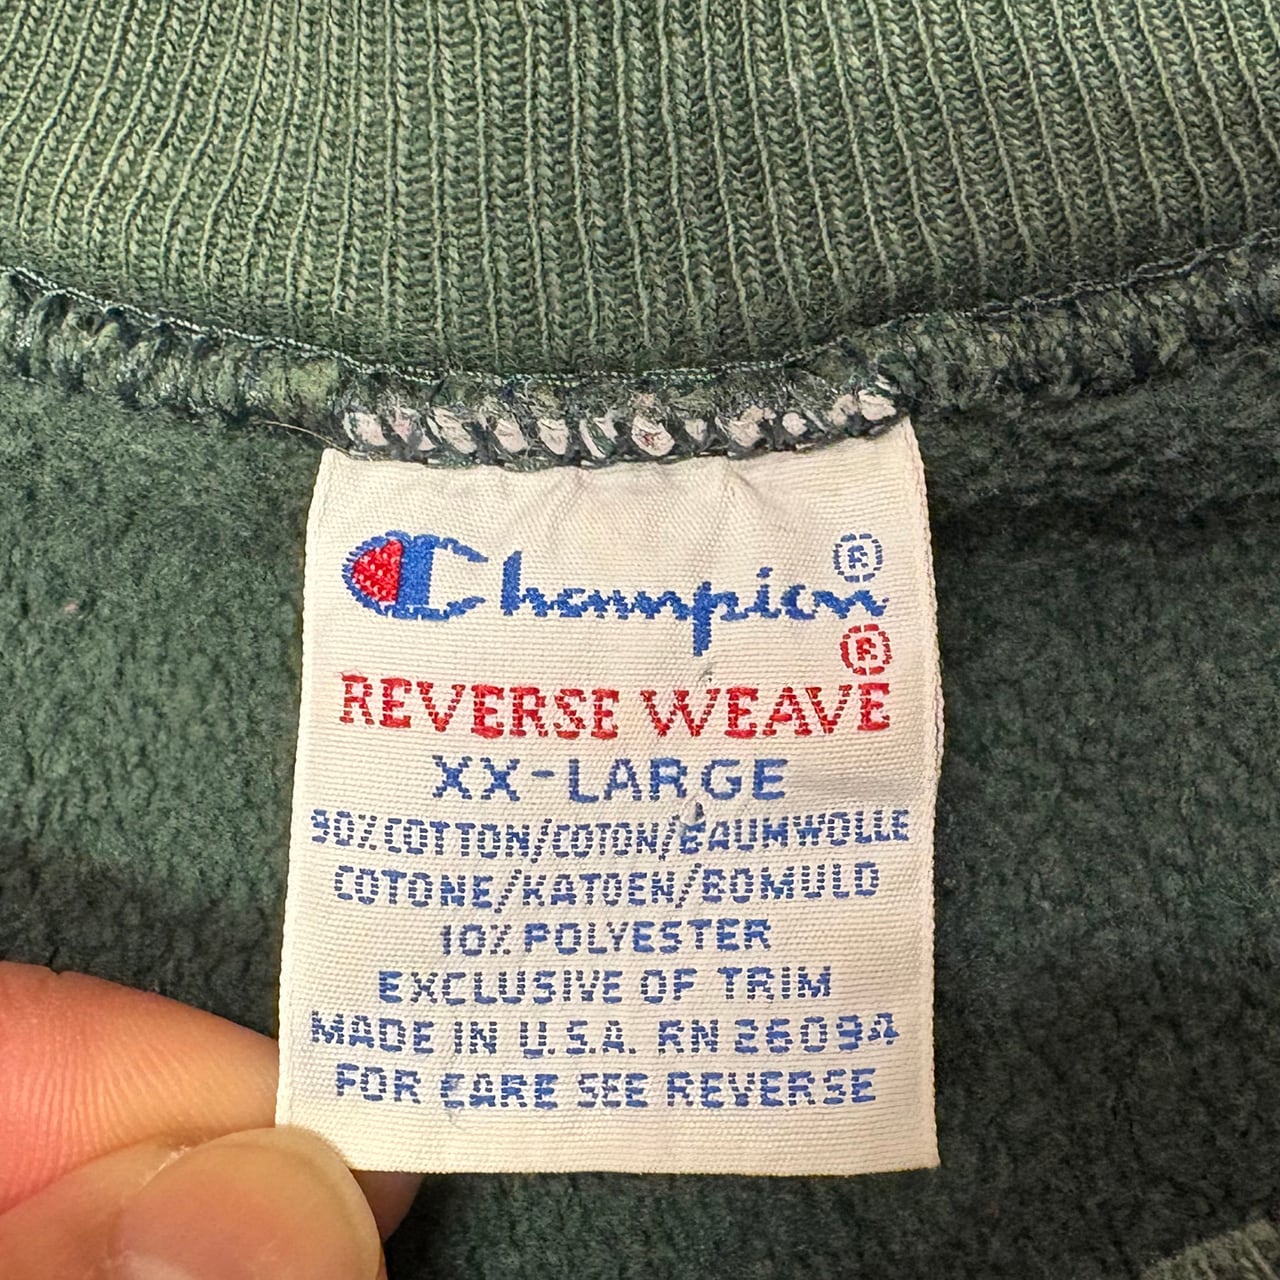 Champion®
REVERSE WEAVE®
XX-LARGE
90% COTTON/COTON/BAUMWOLLE
COTONE/KATOEN/BOMULD
10% POLYESTER
EXCLUSIVE OF TRIM
MADE IN U.S.A. RN 26094
FOR CARE SEE REVERSE